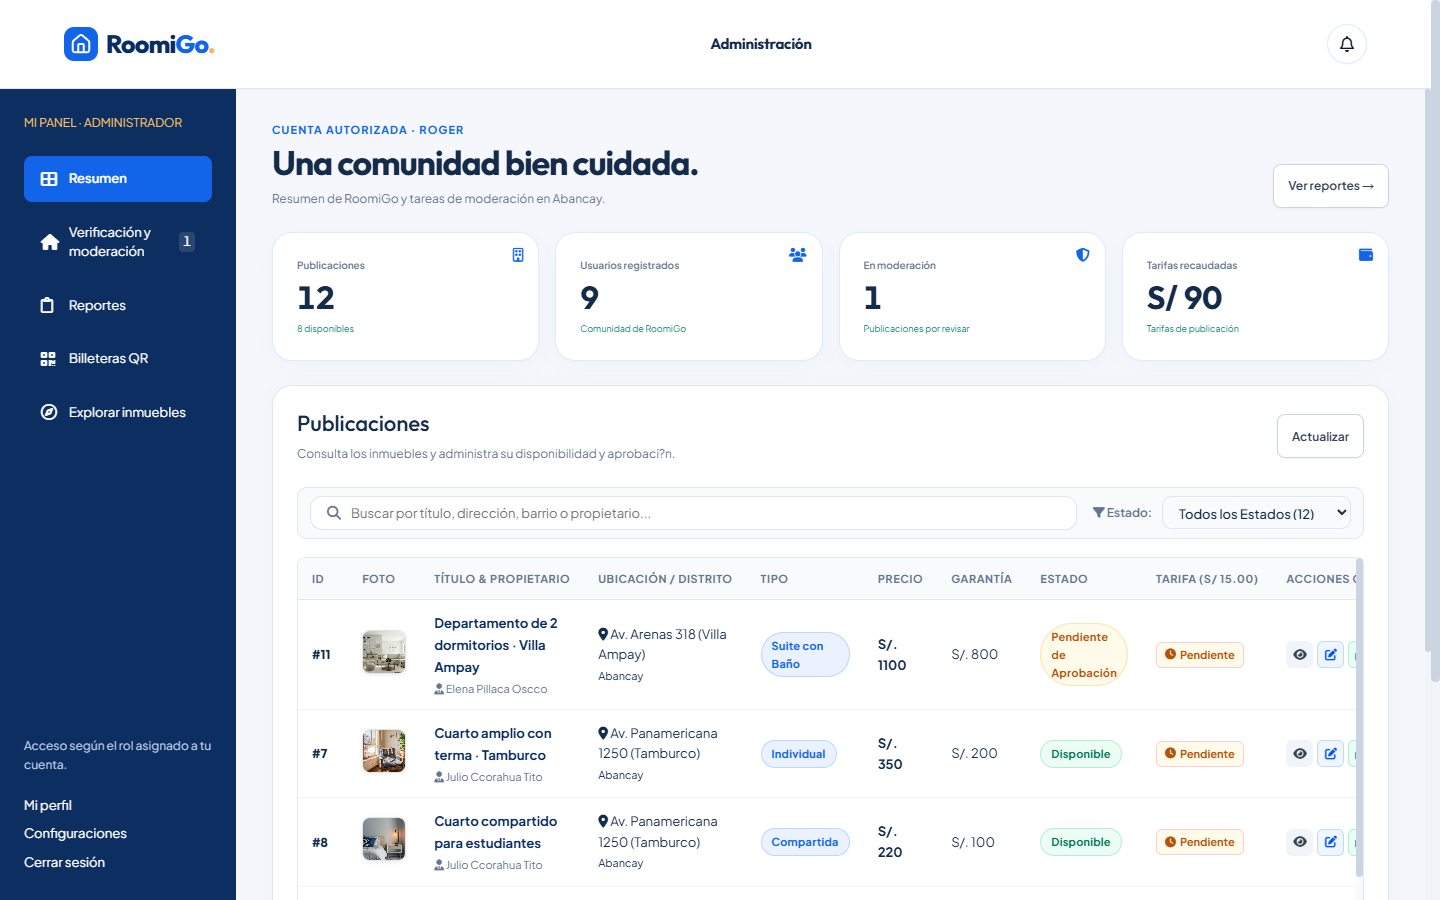 RoomiGo.
Administración
MI PANEL · ADMINISTRADOR
Resumen
Verificación y
moderación
1
Reportes
Billeteras QR
Explorar inmuebles
Acceso según el rol asignado a tu
cuenta.
Mi perfil
Configuraciones
Cerrar sesión
CUENTA AUTORIZADA · ROGER
Una comunidad bien cuidada.
Resumen de RoomiGo y tareas de moderación en Abancay.
Ver reportes →
Publicaciones
12
8 disponibles
Usuarios registrados
9
Comunidad de RoomiGo
En moderación
1
Publicaciones por revisar
Tarifas recaudadas
S/ 90
Tarifas de publicación
Publicaciones
Consulta los inmuebles y administra su disponibilidad y aprobaci?n.
Actualizar
Buscar por título, dirección, barrio o propietario...
Estado:
Todos los Estados (12)
ID FOTO TÍTULO & PROPIETARIO UBICACIÓN / DISTRITO TIPO PRECIO GARANTÍA ESTADO TARIFA (S/ 15.00) ACCIONES
#11
Departamento de 2
dormitorios · Villa
Ampay
Elena Pillaca Oscco
Av. Arenas 318 (Villa
Ampay)
Abancay
Suite con
Baño
S/.
1100
S/. 800
Pendiente
de
Aprobación
Pendiente
#7
Cuarto amplio con
terma · Tamburco
Julio Ccorahua Tito
Av. Panamericana
1250 (Tamburco)
Abancay
Individual
S/.
350
S/. 200
Disponible
Pendiente
#8
Cuarto compartido
para estudiantes
Julio Ccorahua Tito
Av. Panamericana
1250 (Tamburco)
Abancay
Compartida
S/.
220
S/. 100
Disponible
Pendiente